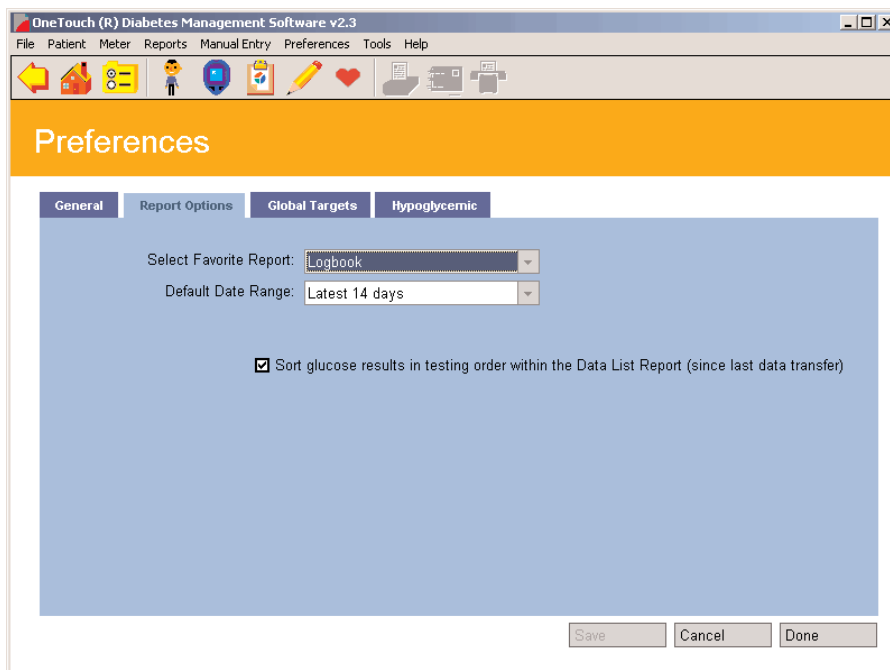 OneTouch (R) Diabetes Management Software v2.3
File Patient Meter Reports Manual Entry Preferences Tools Help
Preferences
General Report Options Global Targets Hypoglycemic
Select Favorite Report: Logbook
Default Date Range: Latest 14 days
Sort glucose results in testing order within the Data List Report (since last data transfer)
Save Cancel Done